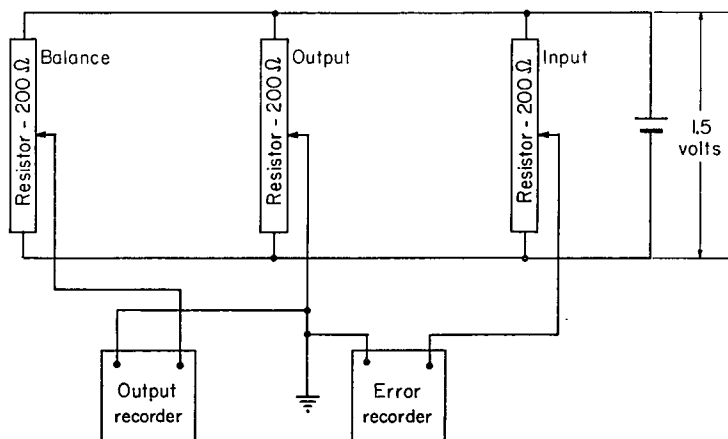 Balance
Output
Input
Resistor - 200 Ω
Resistor - 200 Ω
Resistor - 200 Ω
1.5
volts
Output
recorder
Error
recorder